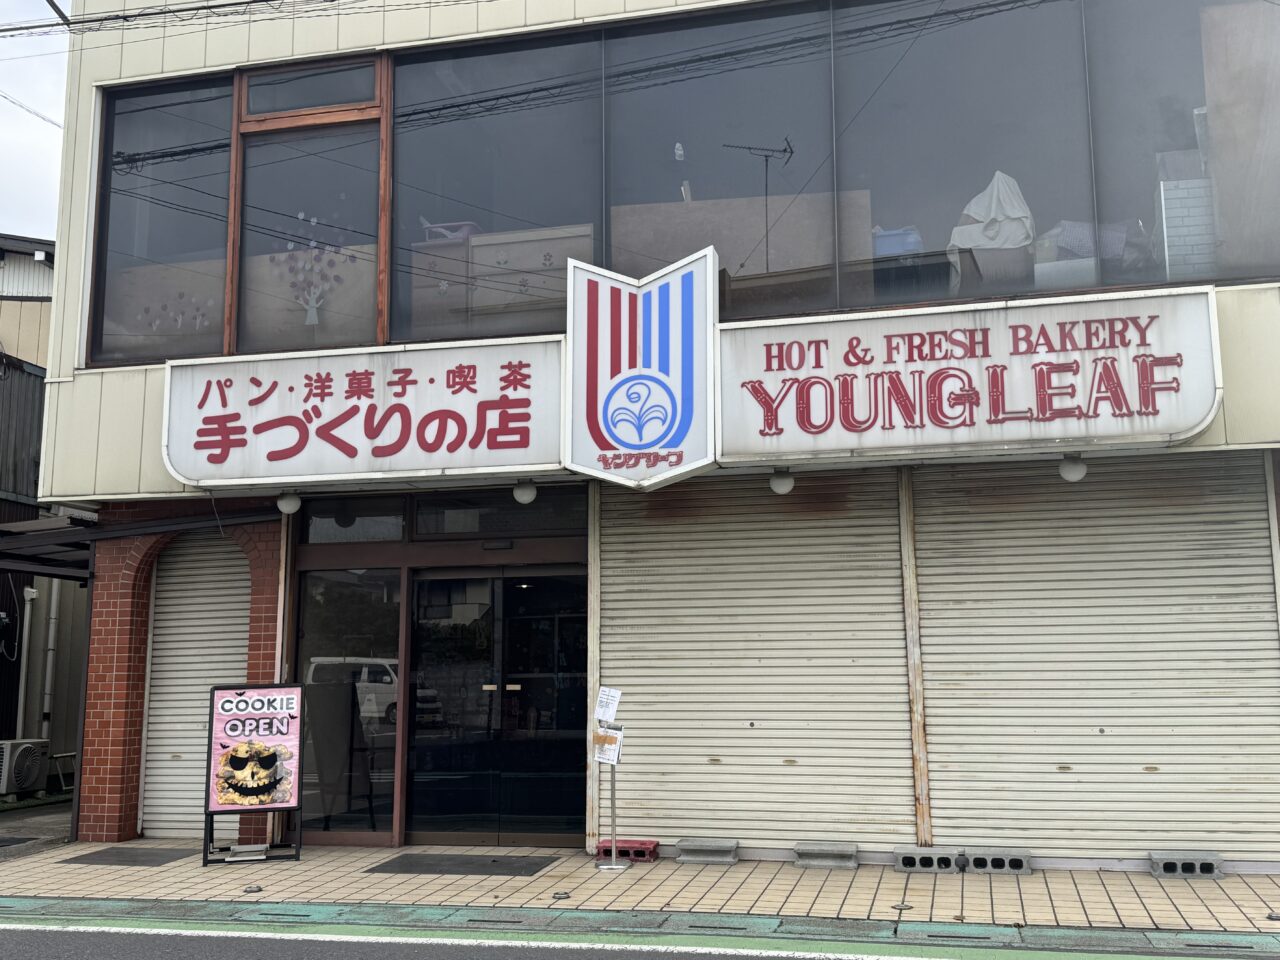 パン・洋菓子・喫茶
手づくりの店
ヤングリーフ
HOT & FRESH BAKERY
YOUNG LEAF
COOKIE
OPEN